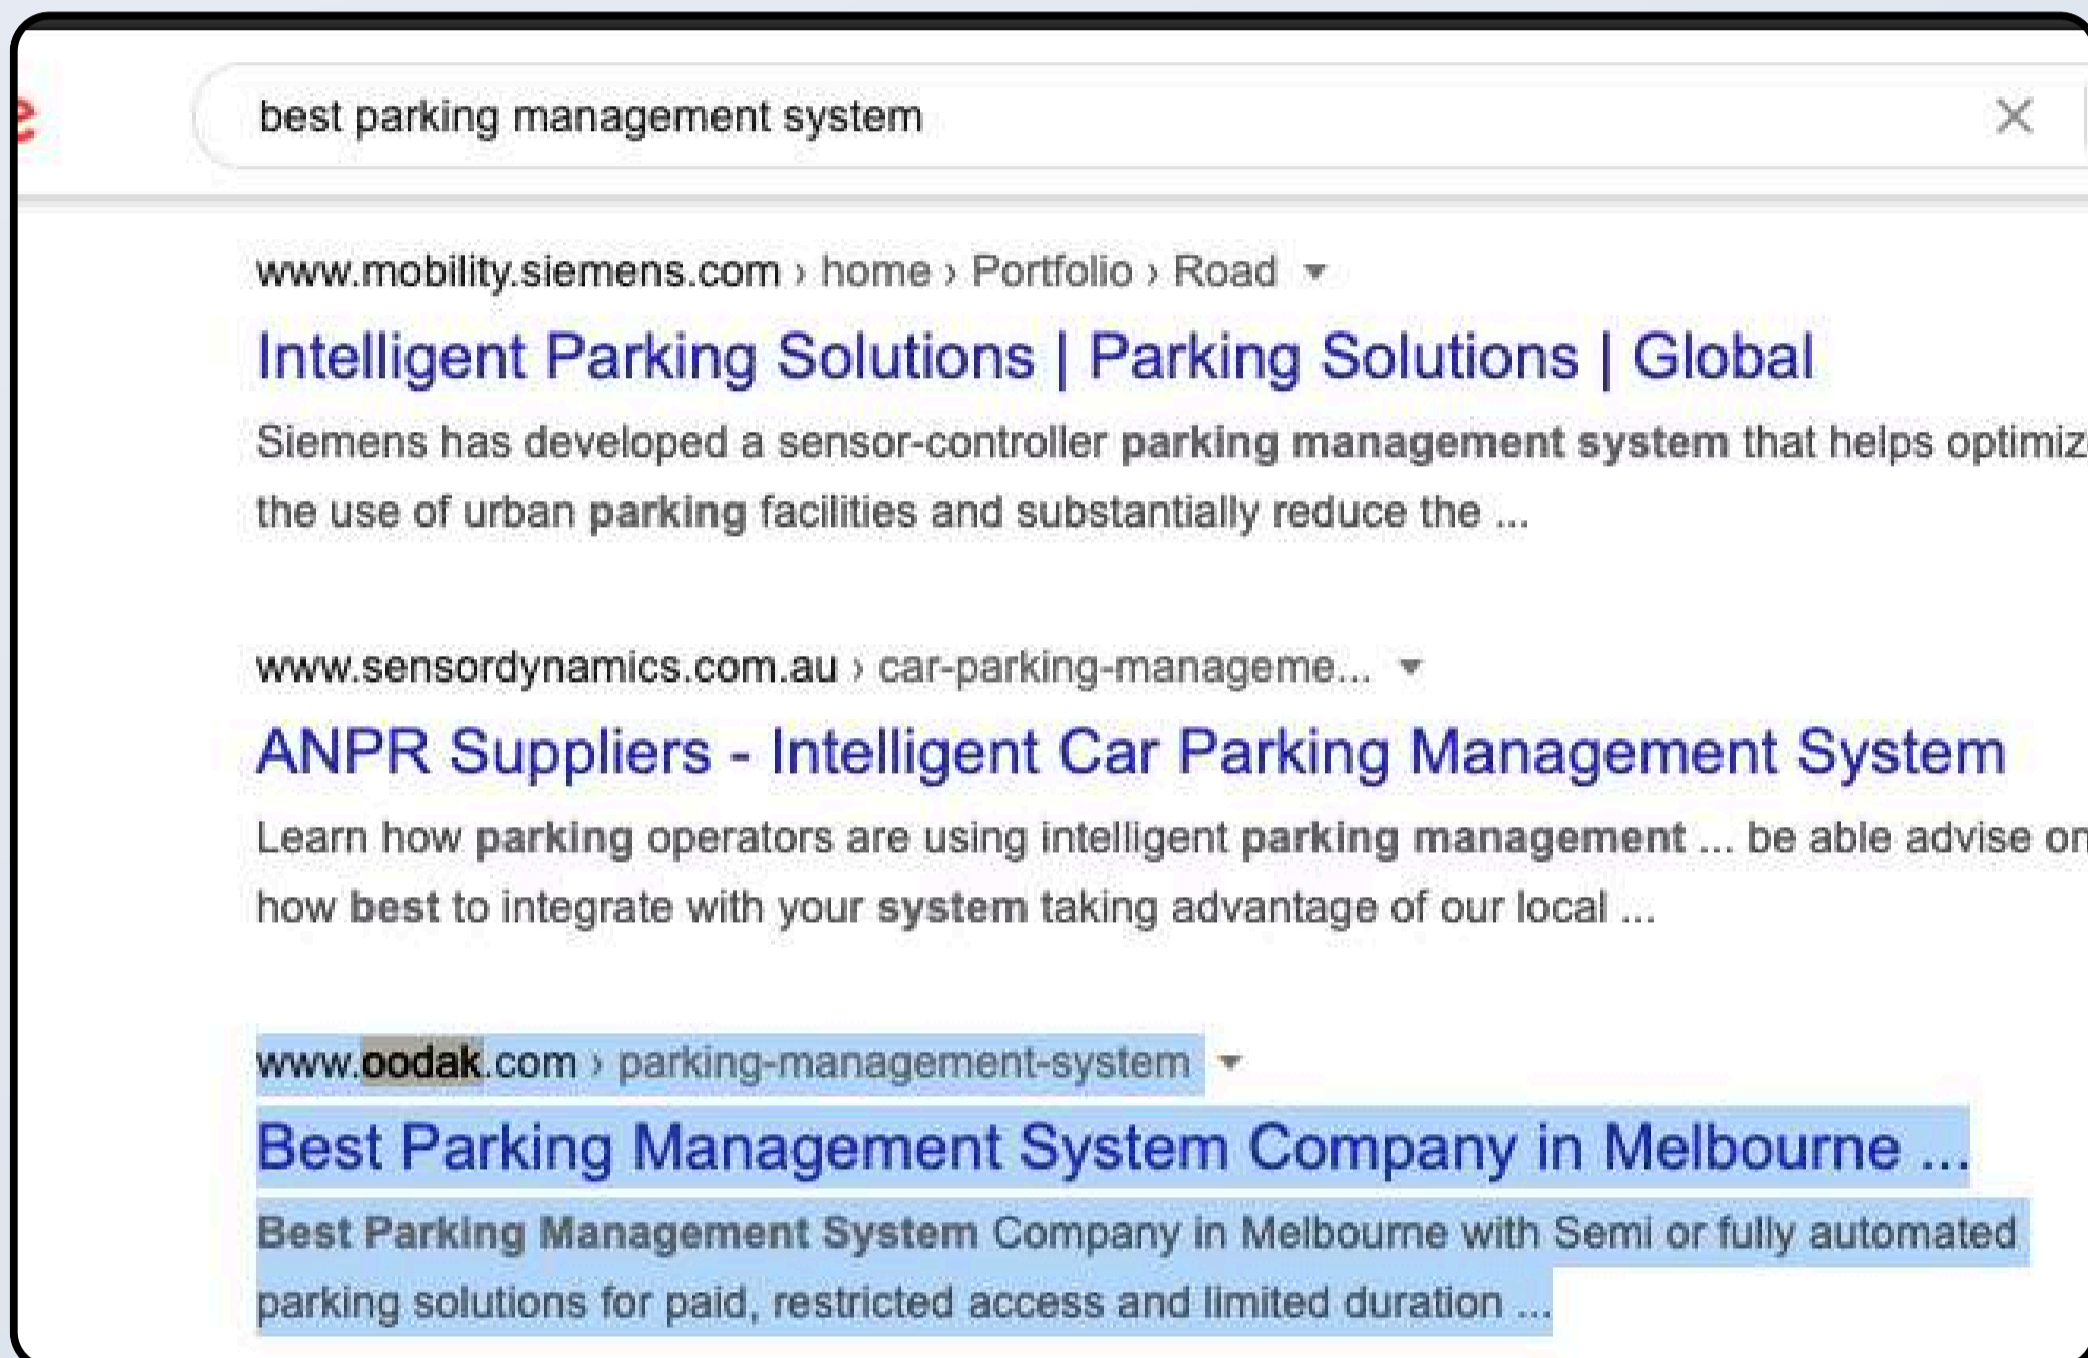 e
best parking management system
www.mobility.siemens.com › home › Portfolio › Road
Intelligent Parking Solutions | Parking Solutions | Global
Siemens has developed a sensor-controller parking management system that helps optimiz
the use of urban parking facilities and substantially reduce the ...
www.sensordynamics.com.au › car-parking-manageme...
ANPR Suppliers - Intelligent Car Parking Management System
Learn how parking operators are using intelligent parking management ... be able advise on
how best to integrate with your system taking advantage of our local ...
www.oodak.com › parking-management-system
Best Parking Management System Company in Melbourne ...
Best Parking Management System Company in Melbourne with Semi or fully automated
parking solutions for paid, restricted access and limited duration ...